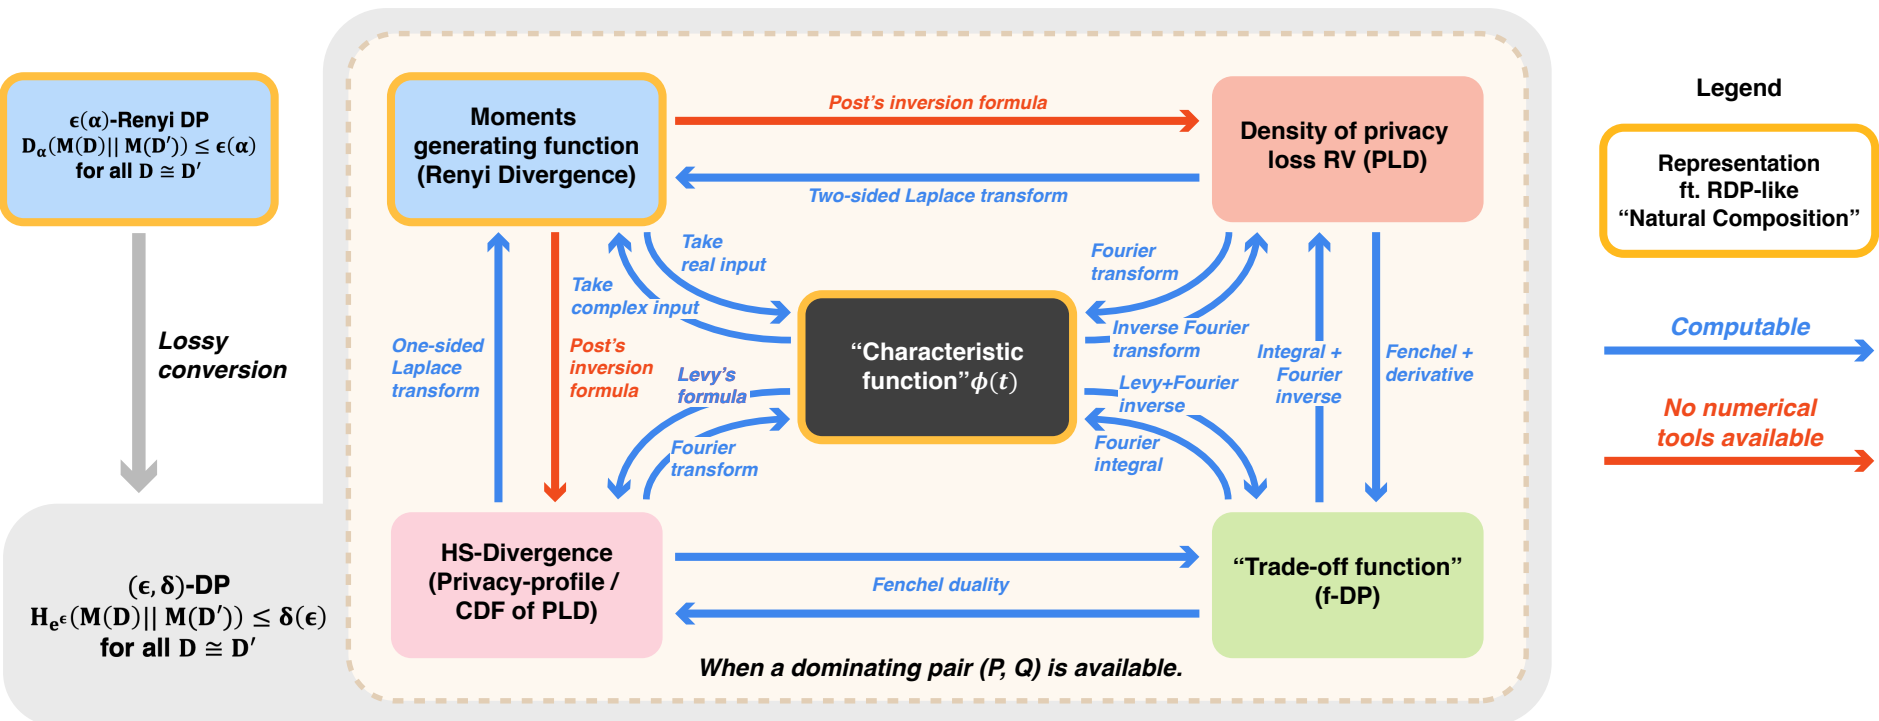 ϵ(α)-Renyi DP
D_α(M(D)|| M(D′)) ≤ ϵ(α)
for all D ≅ D′
Lossy
conversion
(ϵ, δ)-DP
H_{e^ϵ}(M(D)|| M(D′)) ≤ δ(ϵ)
for all D ≅ D′
Moments
generating function
(Renyi Divergence)
Post's inversion formula
Two-sided Laplace transform
Density of privacy
loss RV (PLD)
Take
real input
Take
complex input
Fourier
transform
Inverse Fourier
transform
One-sided
Laplace
transform
Post's
inversion
formula
Levy's
formula
Fourier
transform
“Characteristic
function”ϕ(t)
Levy+Fourier
inverse
Fourier
integral
Integral +
Fourier
inverse
Fenchel +
derivative
HS-Divergence
(Privacy-profile /
CDF of PLD)
Fenchel duality
“Trade-off function”
(f-DP)
When a dominating pair (P, Q) is available.
Legend
Representation
ft. RDP-like
“Natural Composition”
Computable
No numerical
tools available